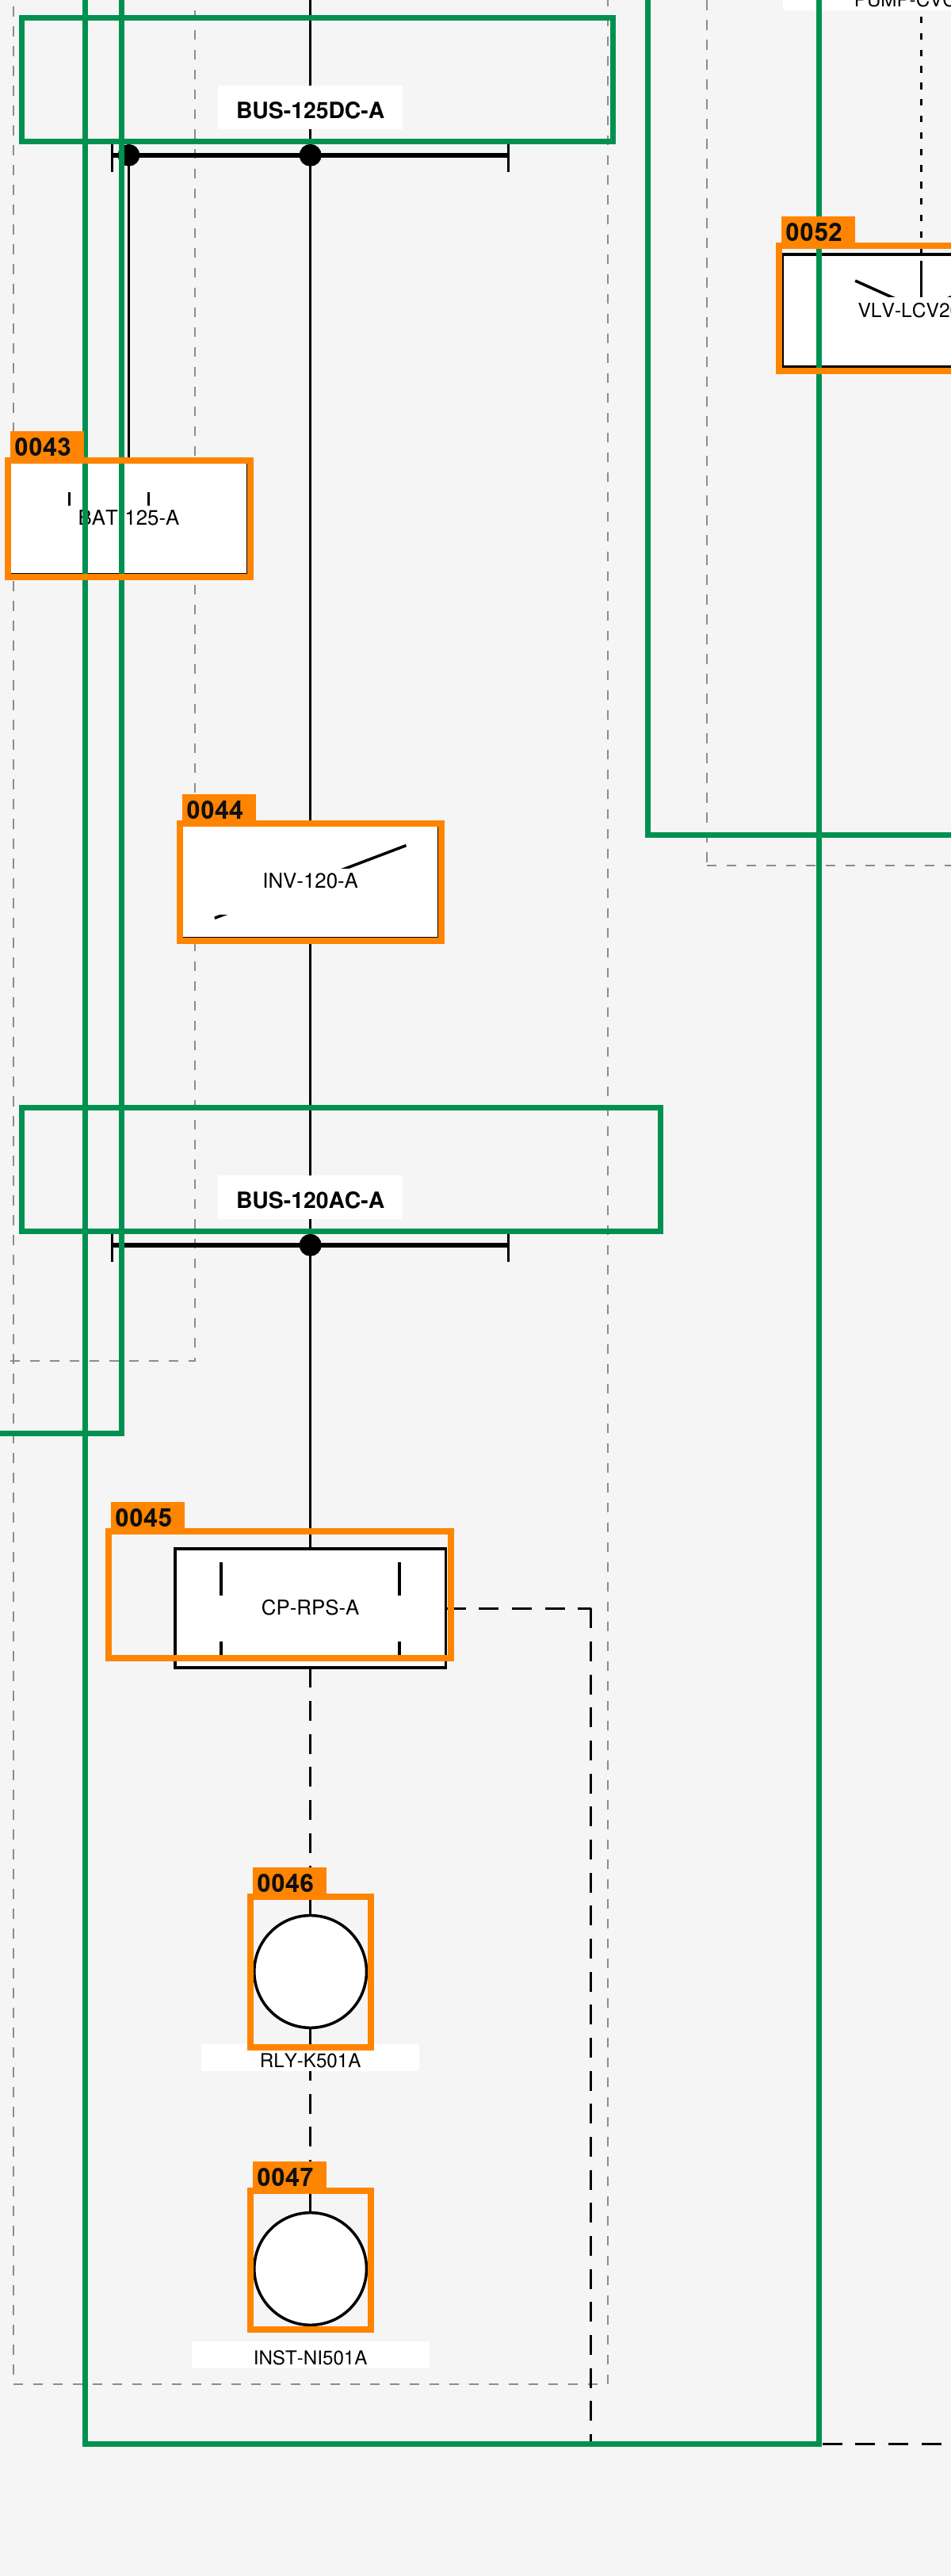 BUS-125DC-A
0052
0043
BAT-125-A
0044
INV-120-A
BUS-120AC-A
0045
CP-RPS-A
0046
RLY-K501A
0047
INST-NI501A